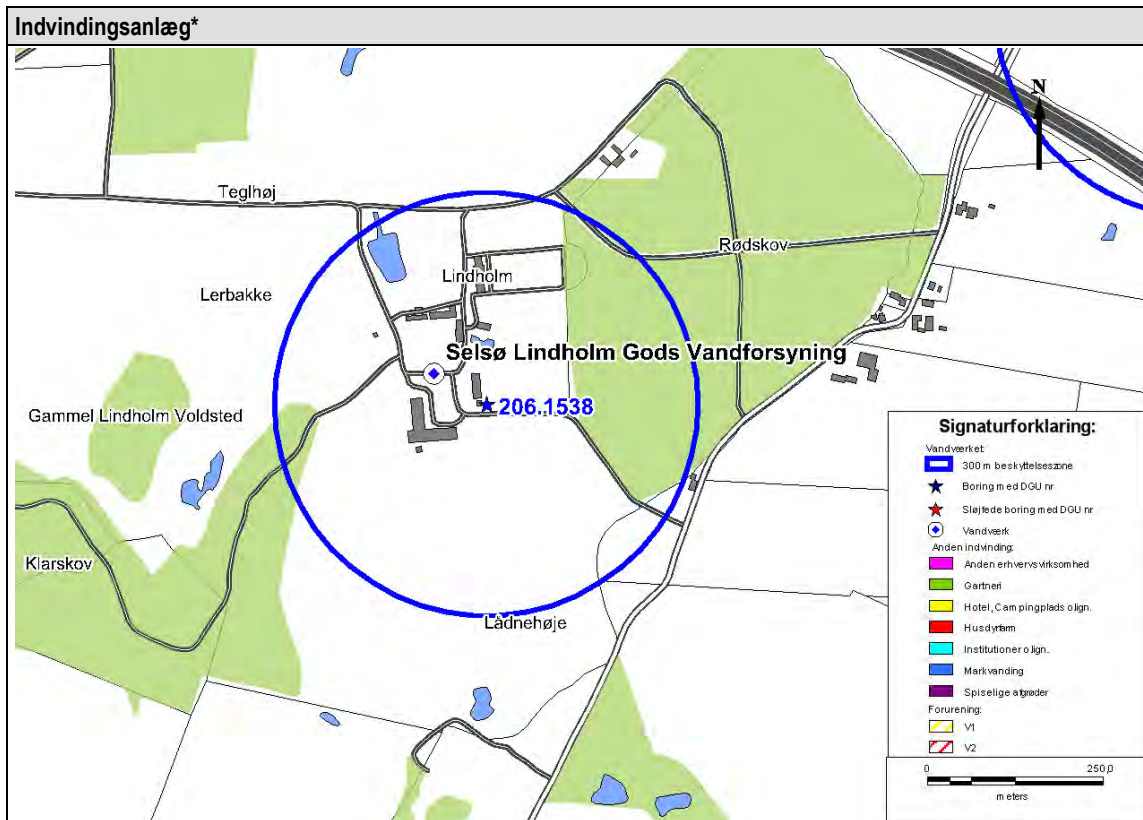 Indvindingsanlæg*
N
Teglhøj
Rødskov
Lindholm
Lerbakke
Selsø Lindholm Gods Vandforsyning
206.1538
Gammel Lindholm Voldsted
Klarskov
Lådnehøje
Signaturforklaring:
Vandværket:
300 m beskyttelseszone
Boring med DGU nr
Sløjfede boring med DGU nr
Vandværk
Anden indvinding:
Anden erhvervsvirksomhed
Gartneri
Hotel, Campingplads o.lign.
Husdyrfarm
Institutioner o.lign.
Markvanding
Spiselige afgrøder
Forurening:
V1
V2
0 250,0
meters